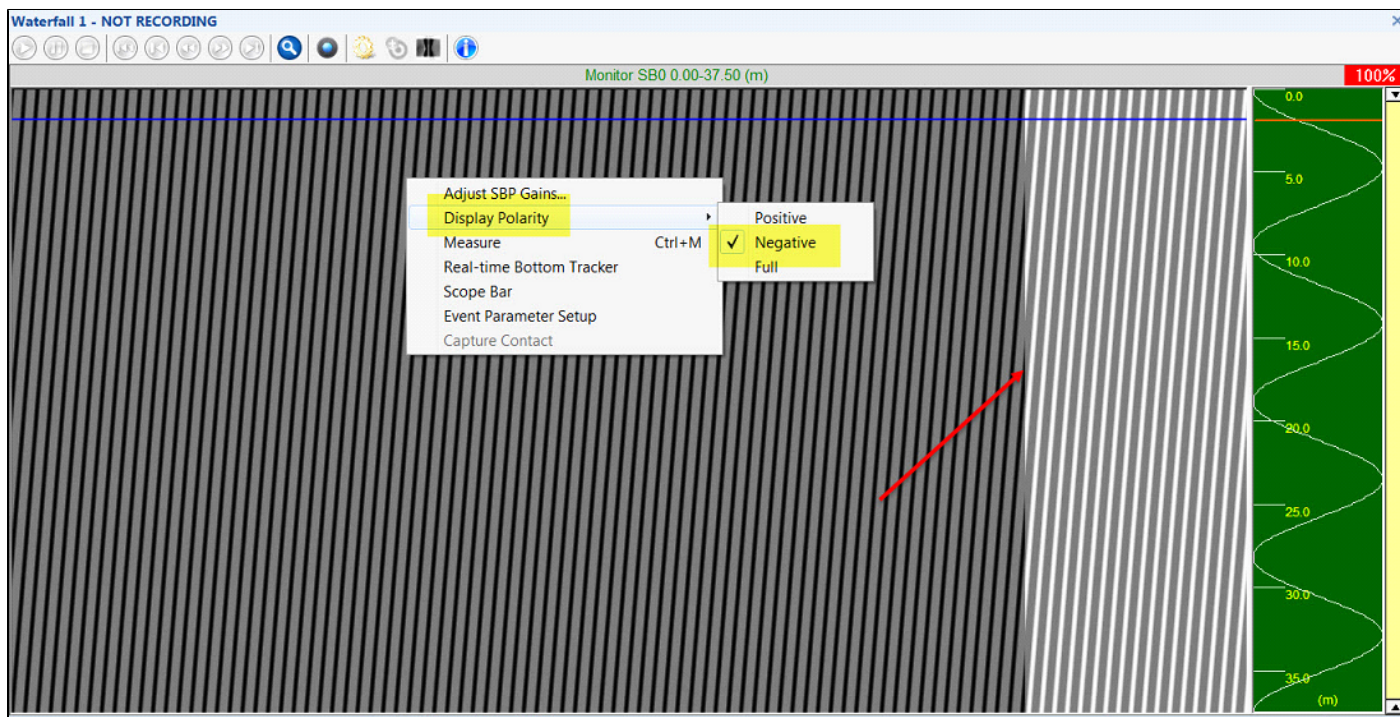 Waterfall 1 - NOT RECORDING
Monitor SB0 0.00-37.50 (m)
100%
0.0
5.0
10.0
15.0
20.0
25.0
30.0
35.0
(m)
Adjust SBP Gains...
Display Polarity
Measure Ctrl+M
Real-time Bottom Tracker
Scope Bar
Event Parameter Setup
Capture Contact
Positive
Negative
Full